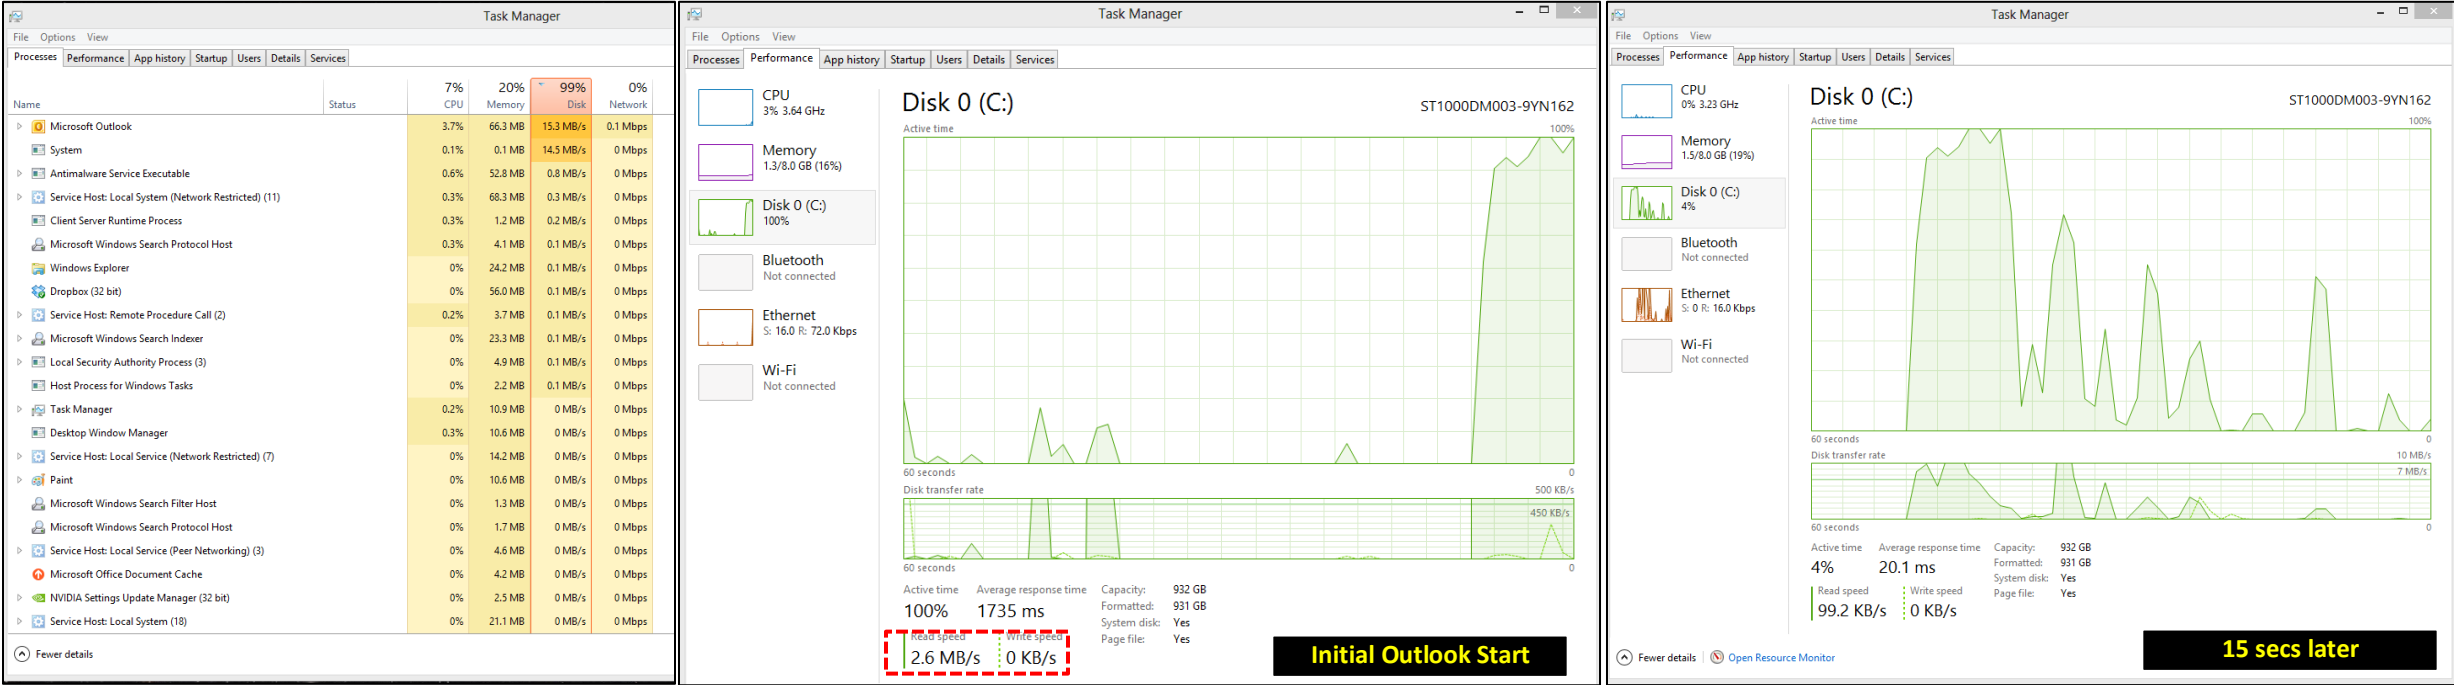 Task Manager
File Options View
Processes Performance App history Startup Users Details Services
7% 20% 99% 0%
Name Status CPU Memory Disk Network
Microsoft Outlook 3.7% 66.3 MB 15.3 MB/s 0.1 Mbps
System 0.1% 0.1 MB 14.5 MB/s 0 Mbps
Antimalware Service Executable 0.6% 52.8 MB 0.8 MB/s 0 Mbps
Service Host: Local System (Network Restricted) (11) 0.3% 68.3 MB 0.3 MB/s 0 Mbps
Client Server Runtime Process 0.3% 1.2 MB 0.2 MB/s 0 Mbps
Microsoft Windows Search Protocol Host 0.3% 4.1 MB 0.1 MB/s 0 Mbps
Windows Explorer 0% 24.2 MB 0.1 MB/s 0 Mbps
Dropbox (32 bit) 0% 56.0 MB 0.1 MB/s 0 Mbps
Service Host: Remote Procedure Call (2) 0.2% 3.7 MB 0.1 MB/s 0 Mbps
Microsoft Windows Search Indexer 0% 23.3 MB 0.1 MB/s 0 Mbps
Local Security Authority Process (3) 0% 4.9 MB 0.1 MB/s 0 Mbps
Host Process for Windows Tasks 0% 2.2 MB 0.1 MB/s 0 Mbps
Task Manager 0.2% 10.9 MB 0 MB/s 0 Mbps
Desktop Window Manager 0.3% 10.6 MB 0 MB/s 0 Mbps
Service Host: Local Service (Network Restricted) (7) 0% 14.2 MB 0 MB/s 0 Mbps
Paint 0% 10.6 MB 0 MB/s 0 Mbps
Microsoft Windows Search Filter Host 0% 1.3 MB 0 MB/s 0 Mbps
Microsoft Windows Search Protocol Host 0% 1.7 MB 0 MB/s 0 Mbps
Service Host: Local Service (Peer Networking) (3) 0% 4.6 MB 0 MB/s 0 Mbps
Microsoft Office Document Cache 0% 4.2 MB 0 MB/s 0 Mbps
NVIDIA Settings Update Manager (32 bit) 0% 2.5 MB 0 MB/s 0 Mbps
Service Host: Local System (18) 0% 21.1 MB 0 MB/s 0 Mbps
Fewer details
Task Manager
File Options View
Processes Performance App history Startup Users Details Services
CPU
3% 3.64 GHz
Memory
1.3/8.0 GB (16%)
Disk 0 (C:)
100%
Bluetooth
Not connected
Ethernet
S: 16.0 R: 72.0 Kbps
Wi-Fi
Not connected
Disk 0 (C:) ST1000DM003-9YN162
Active time 100%
60 seconds 0
Disk transfer rate 500 KB/s
450 KB/s
60 seconds 0
Active time Average response time
100% 1735 ms
Read speed Write speed
2.6 MB/s 0 KB/s
Capacity: 932 GB
Formatted: 931 GB
System disk: Yes
Page file: Yes
Initial Outlook Start
Task Manager
File Options View
Processes Performance App history Startup Users Details Services
CPU
0% 3.23 GHz
Memory
1.5/8.0 GB (19%)
Disk 0 (C:)
4%
Bluetooth
Not connected
Ethernet
S: 0 R: 16.0 Kbps
Wi-Fi
Not connected
Disk 0 (C:) ST1000DM003-9YN162
Active time 100%
60 seconds 0
Disk transfer rate 10 MB/s
7 MB/s
60 seconds 0
Active time Average response time
4% 20.1 ms
Read speed Write speed
99.2 KB/s 0 KB/s
Capacity: 932 GB
Formatted: 931 GB
System disk: Yes
Page file: Yes
15 secs later
Fewer details Open Resource Monitor